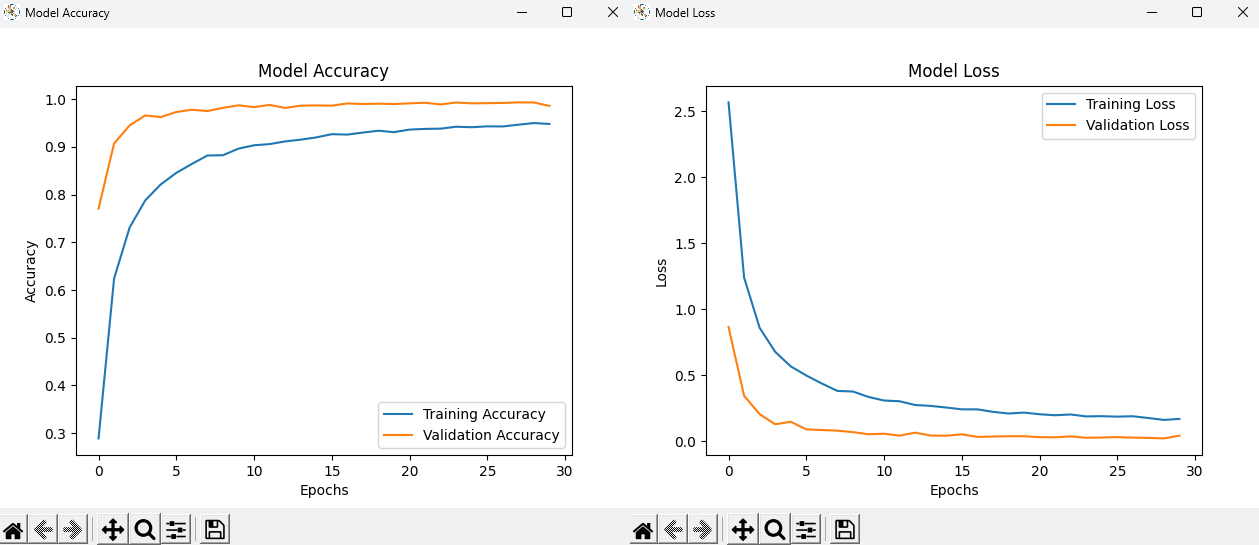 Model Accuracy
Model Accuracy
Accuracy
1.0
0.9
0.8
0.7
0.6
0.5
0.4
0.3
Training Accuracy
Validation Accuracy
0 5 10 15 20 25 30
Epochs
Model Loss
Model Loss
Loss
2.5
2.0
1.5
1.0
0.5
0.0
Training Loss
Validation Loss
0 5 10 15 20 25 30
Epochs